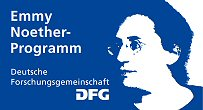 Emmy
Noether-
Programm
Deutsche
Forschungsgemeinschaft
DFG